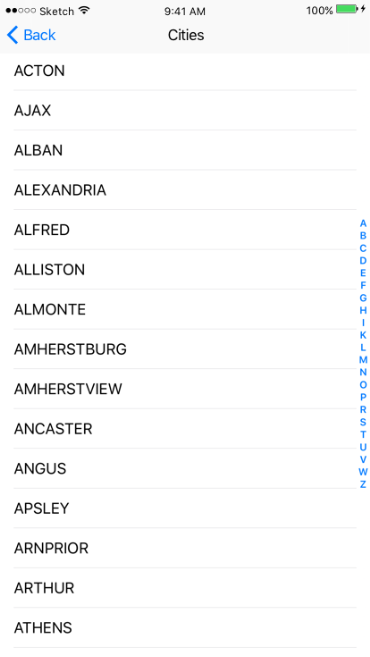 Sketch 9:41 AM 100%
Back Cities
ACTON
AJAX
ALBAN
ALEXANDRIA
ALFRED
ALLISTON
ALMONTE
AMHERSTBURG
AMHERSTVIEW
ANCASTER
ANGUS
APSLEY
ARNPRIOR
ARTHUR
ATHENS
A
B
C
D
E
F
G
H
I
K
L
M
N
O
P
R
S
T
U
V
W
Z